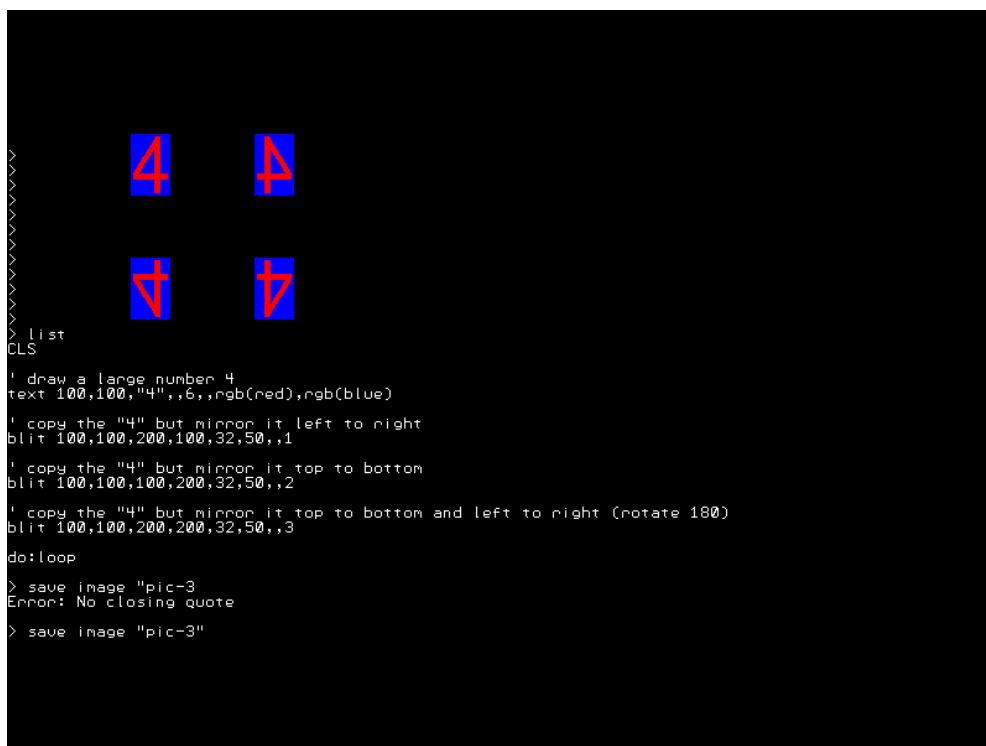 4 4
>
>
>
>
>
>
>
>
4 4
>
>
>
>
> list
CLS
' draw a large number 4
text 100,100,"4",,6,,rgb(red),rgb(blue)
' copy the "4" but mirror it left to right
blit 100,100,200,100,32,50,,1
' copy the "4" but mirror it top to bottom
blit 100,100,100,200,32,50,,2
' copy the "4" but mirror it top to bottom and left to right (rotate 180)
blit 100,100,200,200,32,50,,3
do:loop
> save image "pic-3
Error: No closing quote
> save image "pic-3"